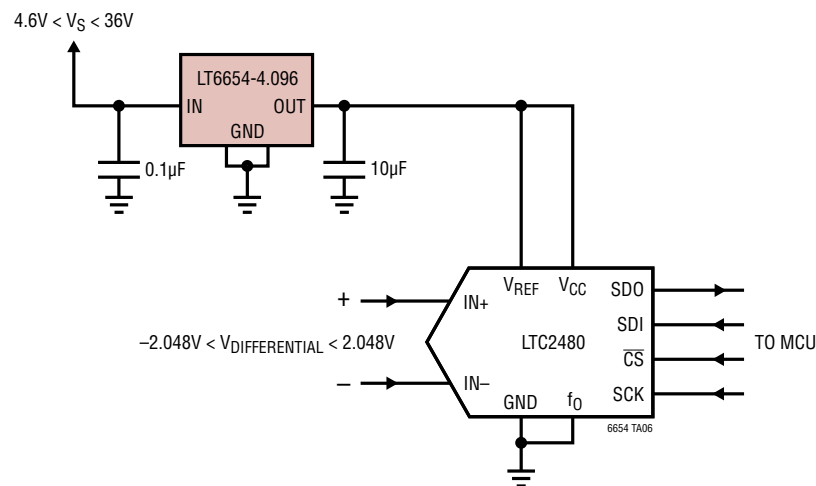 4.6V < VS < 36V
LT6654-4.096
IN OUT
GND
0.1µF
10µF
VREF VCC SDO
+ IN+
SDI
–2.048V < VDIFFERENTIAL < 2.048V
LTC2480
TO MCU
CS
– IN–
SCK
GND fO
6654 TA06